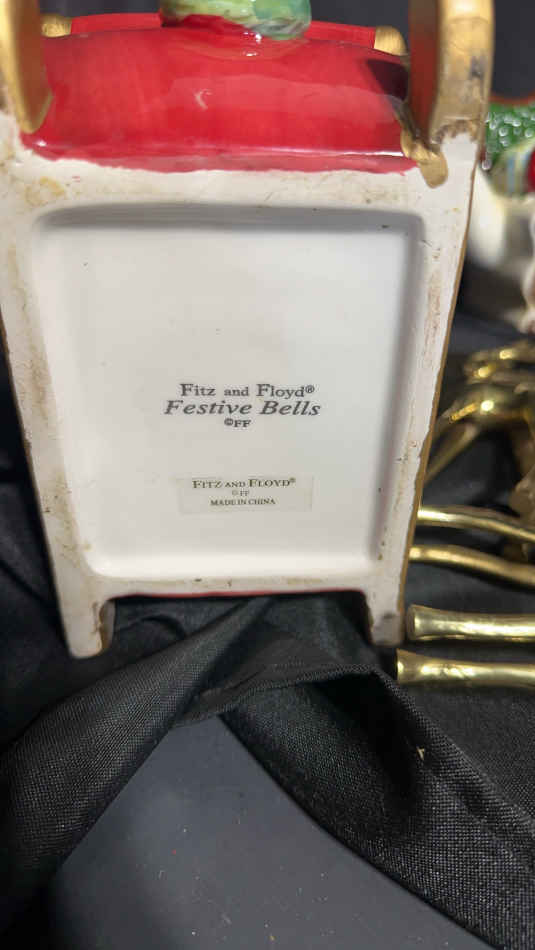 Fitz and Floyd®
Festive Bells
©FF
FITZ AND FLOYD®
©FF
MADE IN CHINA